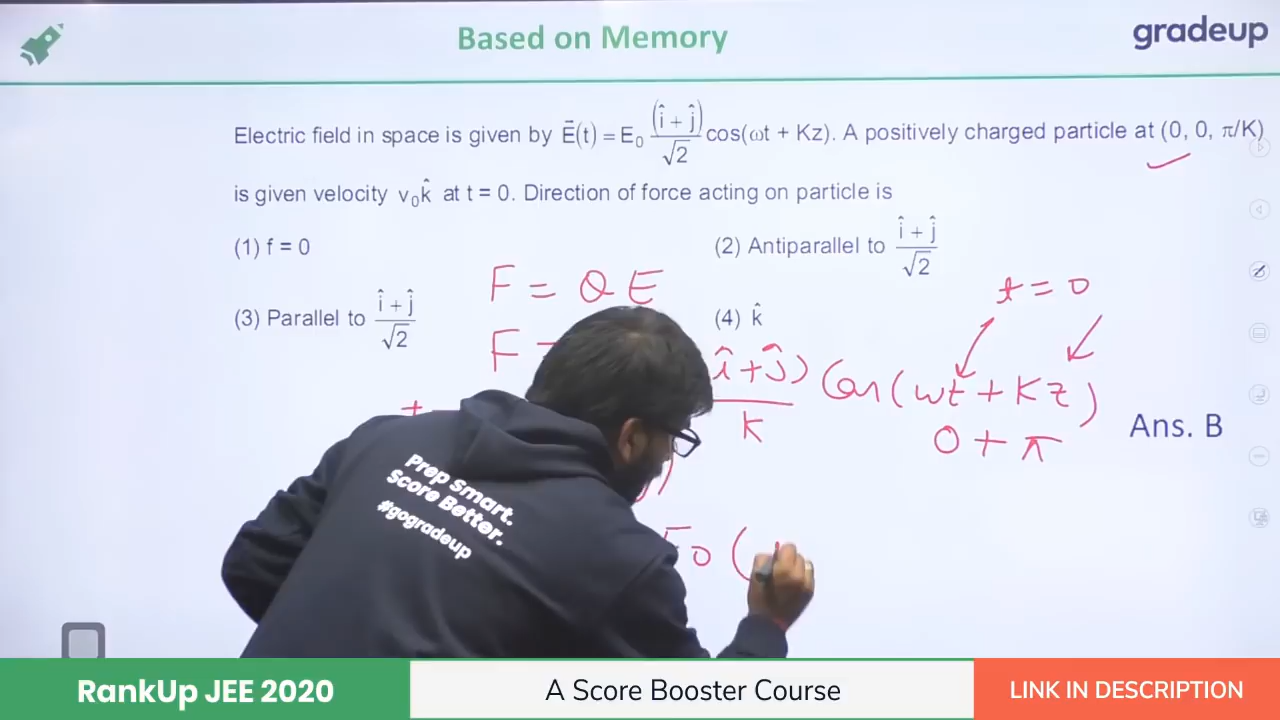 Based on Memory
gradeup
Electric field in space is given by E⃗(t) = E₀ (î + ĵ)/√2 cos(ωt + Kz). A positively charged particle at (0, 0, π/K)
is given velocity v₀k̂ at t = 0. Direction of force acting on particle is
(1) f = 0
(2) Antiparallel to (î + ĵ)/√2
(3) Parallel to (î + ĵ)/√2
(4) k̂
F = Q E
t = 0
F =
î + ĵ) Cos(ωt + Kz)
K
0 + π
Ans. B
Prep Smart.
Score Better.
#gogradeup
E0 (
RankUp JEE 2020
A Score Booster Course
LINK IN DESCRIPTION